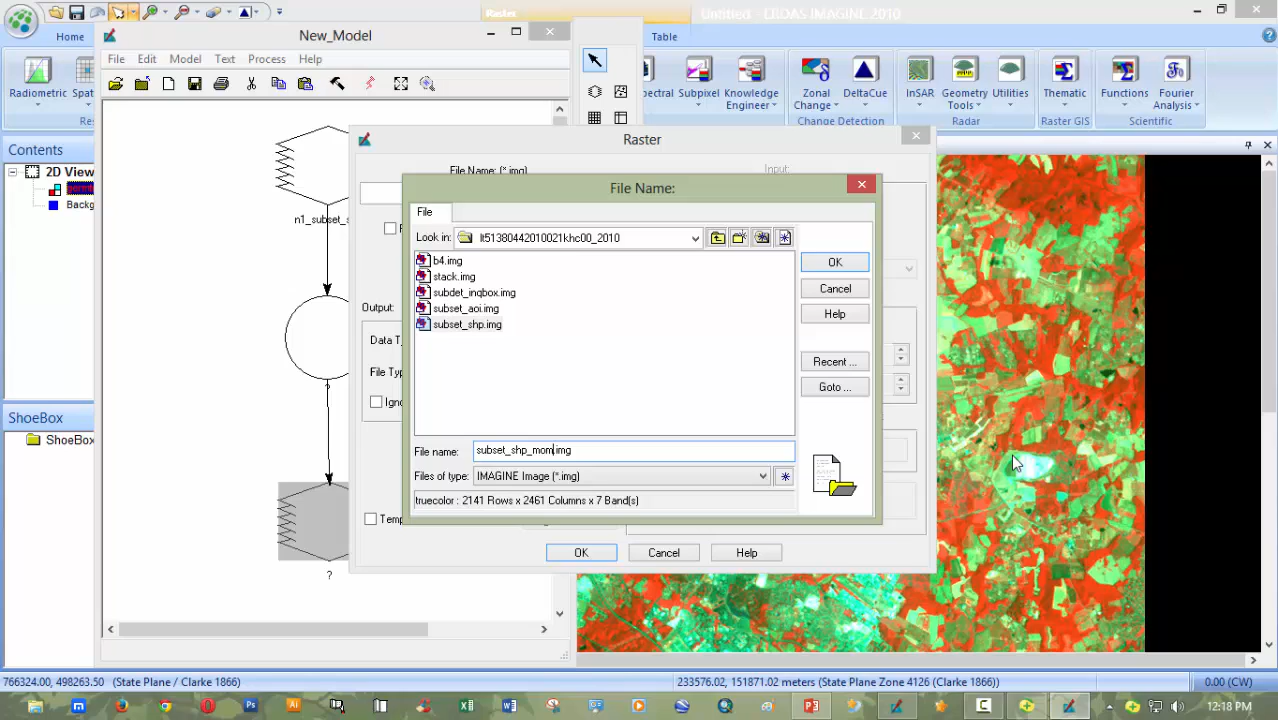 Raster
Untitled - ERDAS IMAGINE 2010
New_Model
Home
Table
File Edit Model Text Process Help
Radiometric
Spat
Spectral
Subpixel
Knowledge Engineer
Zonal Change
DeltaCue
InSAR
Geometry Tools
Utilities
Thematic
Functions
Fourier Analysis
Change Detection
Radar
Raster GIS
Scientific
Contents
2D View
Backg
ShoeBox
ShoeBox
n1_subset_s
?
?
Raster
File Name: (*.img)
Input:
Output:
Data T
File Typ
Ignor
Temp
OK
Cancel
Help
File Name:
File
Look in:
lt51380442010021khc00_2010
b4.img
stack.img
subdet_inqbox.img
subset_aoi.img
subset_shp.img
OK
Cancel
Help
Recent ...
Goto ...
File name:
subset_shp_mom.img
Files of type:
IMAGINE Image (*.img)
truecolor : 2141 Rows x 2461 Columns x 7 Band(s)
766324.00, 498263.50 (State Plane / Clarke 1866)
233576.02, 151871.02 meters (State Plane Zone 4126 (Clarke 1866))
0.00 (CW)
12:18 PM